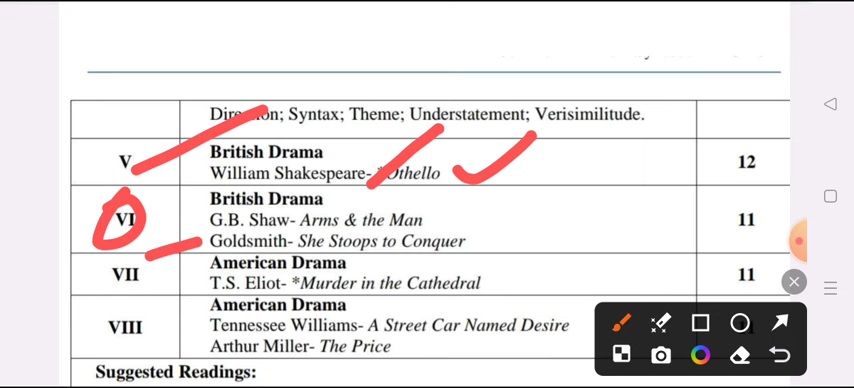 Direction; Syntax; Theme; Understatement; Verisimilitude.
V
British Drama
William Shakespeare- *Othello
12
VI
British Drama
G.B. Shaw- Arms & the Man
Goldsmith- She Stoops to Conquer
11
VII
American Drama
T.S. Eliot- *Murder in the Cathedral
11
VIII
American Drama
Tennessee Williams- A Street Car Named Desire
Arthur Miller- The Price
Suggested Readings: